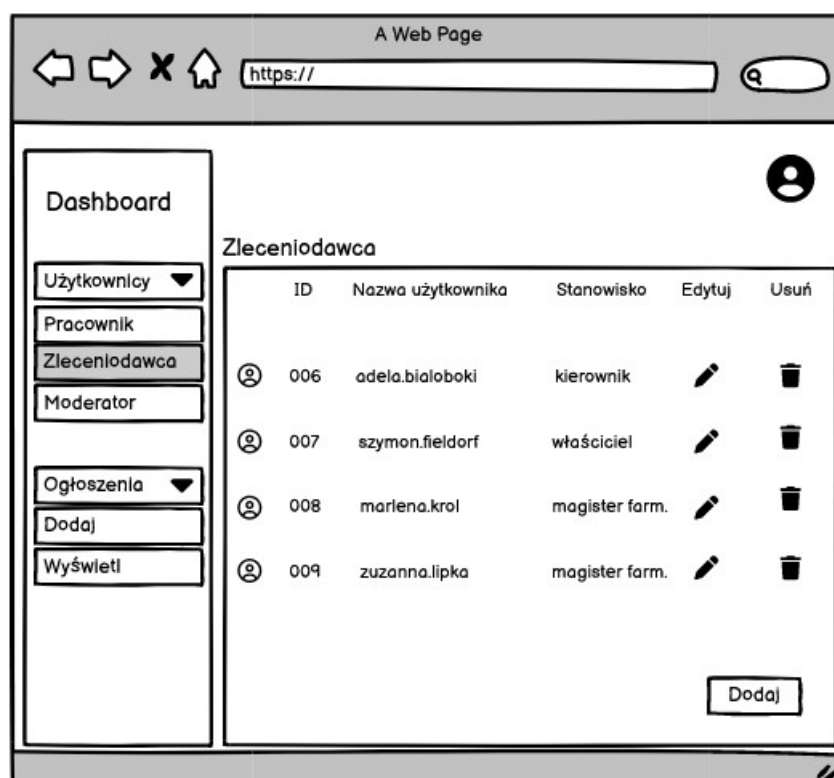 A Web Page
https://
Dashboard
Użytkownicy
Pracownik
Zleceniodawca
Moderator
Ogłoszenia
Dodaj
Wyświetl
Zleceniodawca
ID Nazwa użytkownika Stanowisko Edytuj Usuń
006 adela.bialoboki kierownik
007 szymon.fieldorf właściciel
008 marlena.krol magister farm.
009 zuzanna.lipka magister farm.
Dodaj